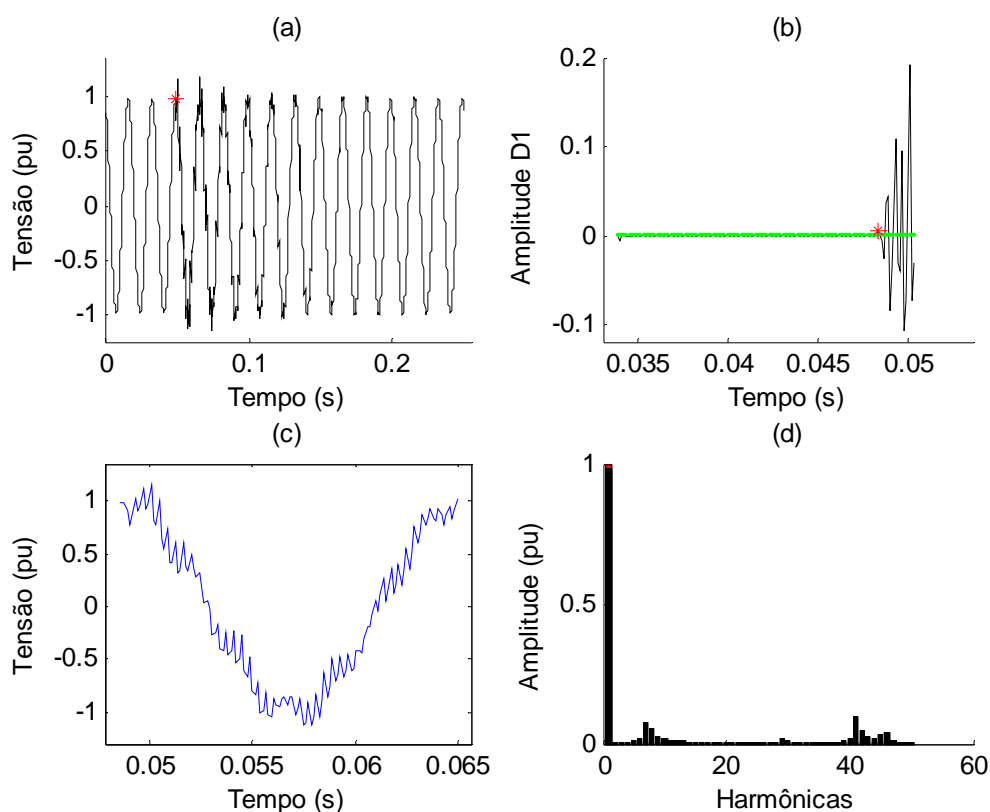 (a)
Tensão (pu)
1
0.5
0
-0.5
-1
0
0.1
0.2
Tempo (s)
(b)
Amplitude D1
0.2
0.1
0
-0.1
0.035
0.04
0.045
0.05
Tempo (s)
(c)
Tensão (pu)
1
0.5
0
-0.5
-1
0.05
0.055
0.06
0.065
Tempo (s)
(d)
Amplitude (pu)
1
0.5
0
0
20
40
60
Harmônicas